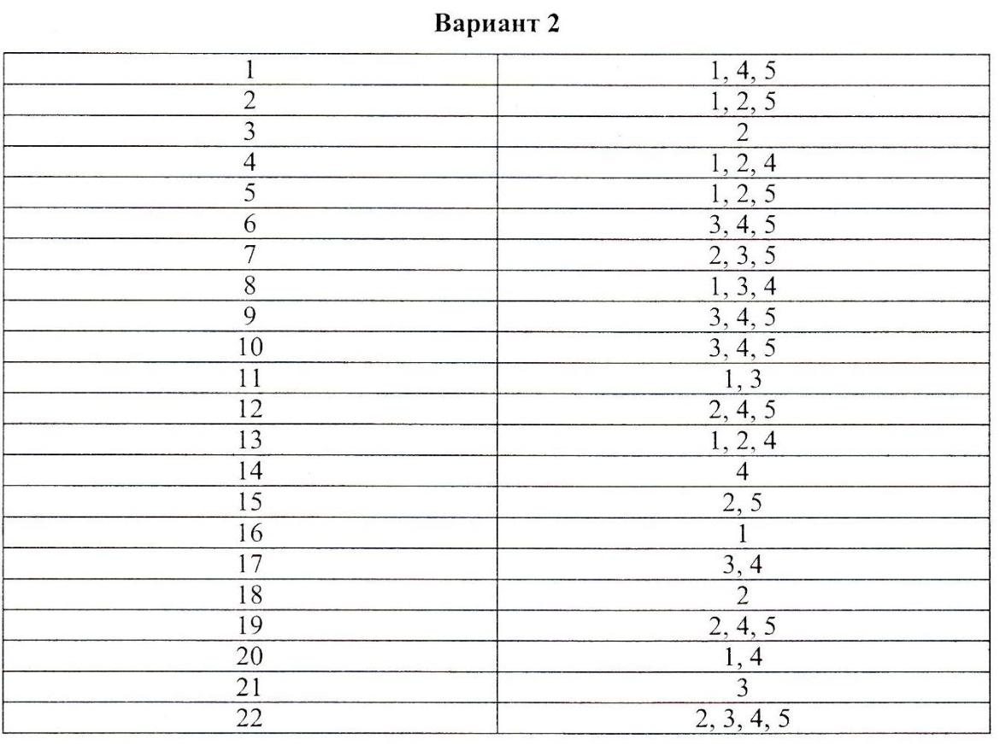 Вариант 2
1 1, 4, 5
2 1, 2, 5
3 2
4 1, 2, 4
5 1, 2, 5
6 3, 4, 5
7 2, 3, 5
8 1, 3, 4
9 3, 4, 5
10 3, 4, 5
11 1, 3
12 2, 4, 5
13 1, 2, 4
14 4
15 2, 5
16 1
17 3, 4
18 2
19 2, 4, 5
20 1, 4
21 3
22 2, 3, 4, 5